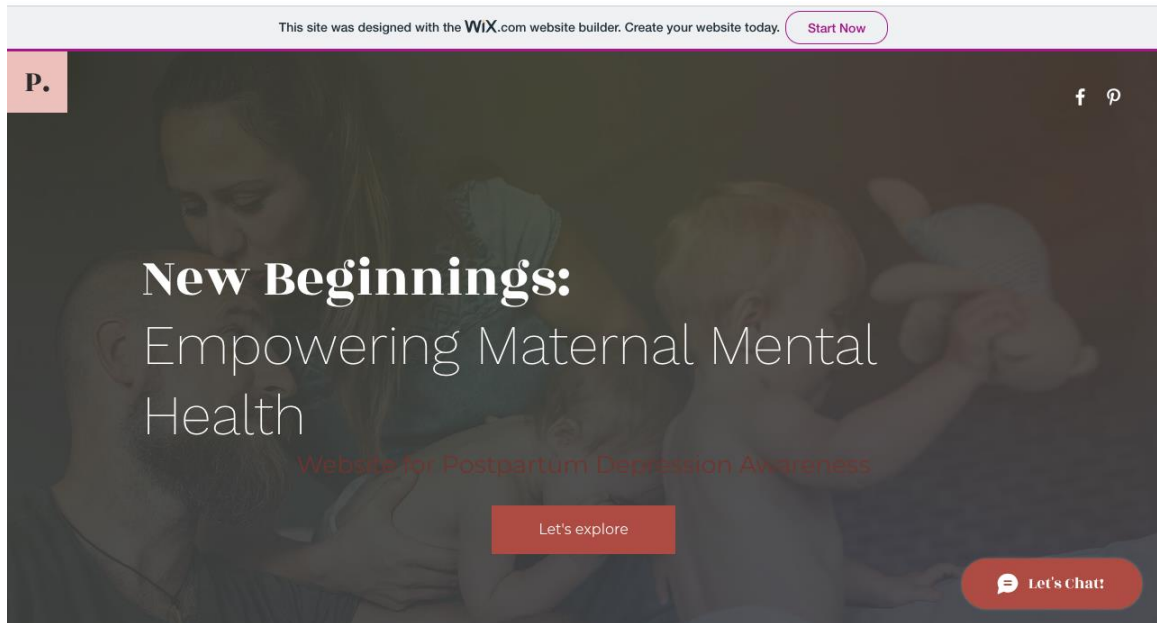 This site was designed with the WiX.com website builder. Create your website today. Start Now
P.
New Beginnings:
Empowering Maternal Mental
Health
Website for Postpartum Depression Awareness
Let's explore
Let's Chat!